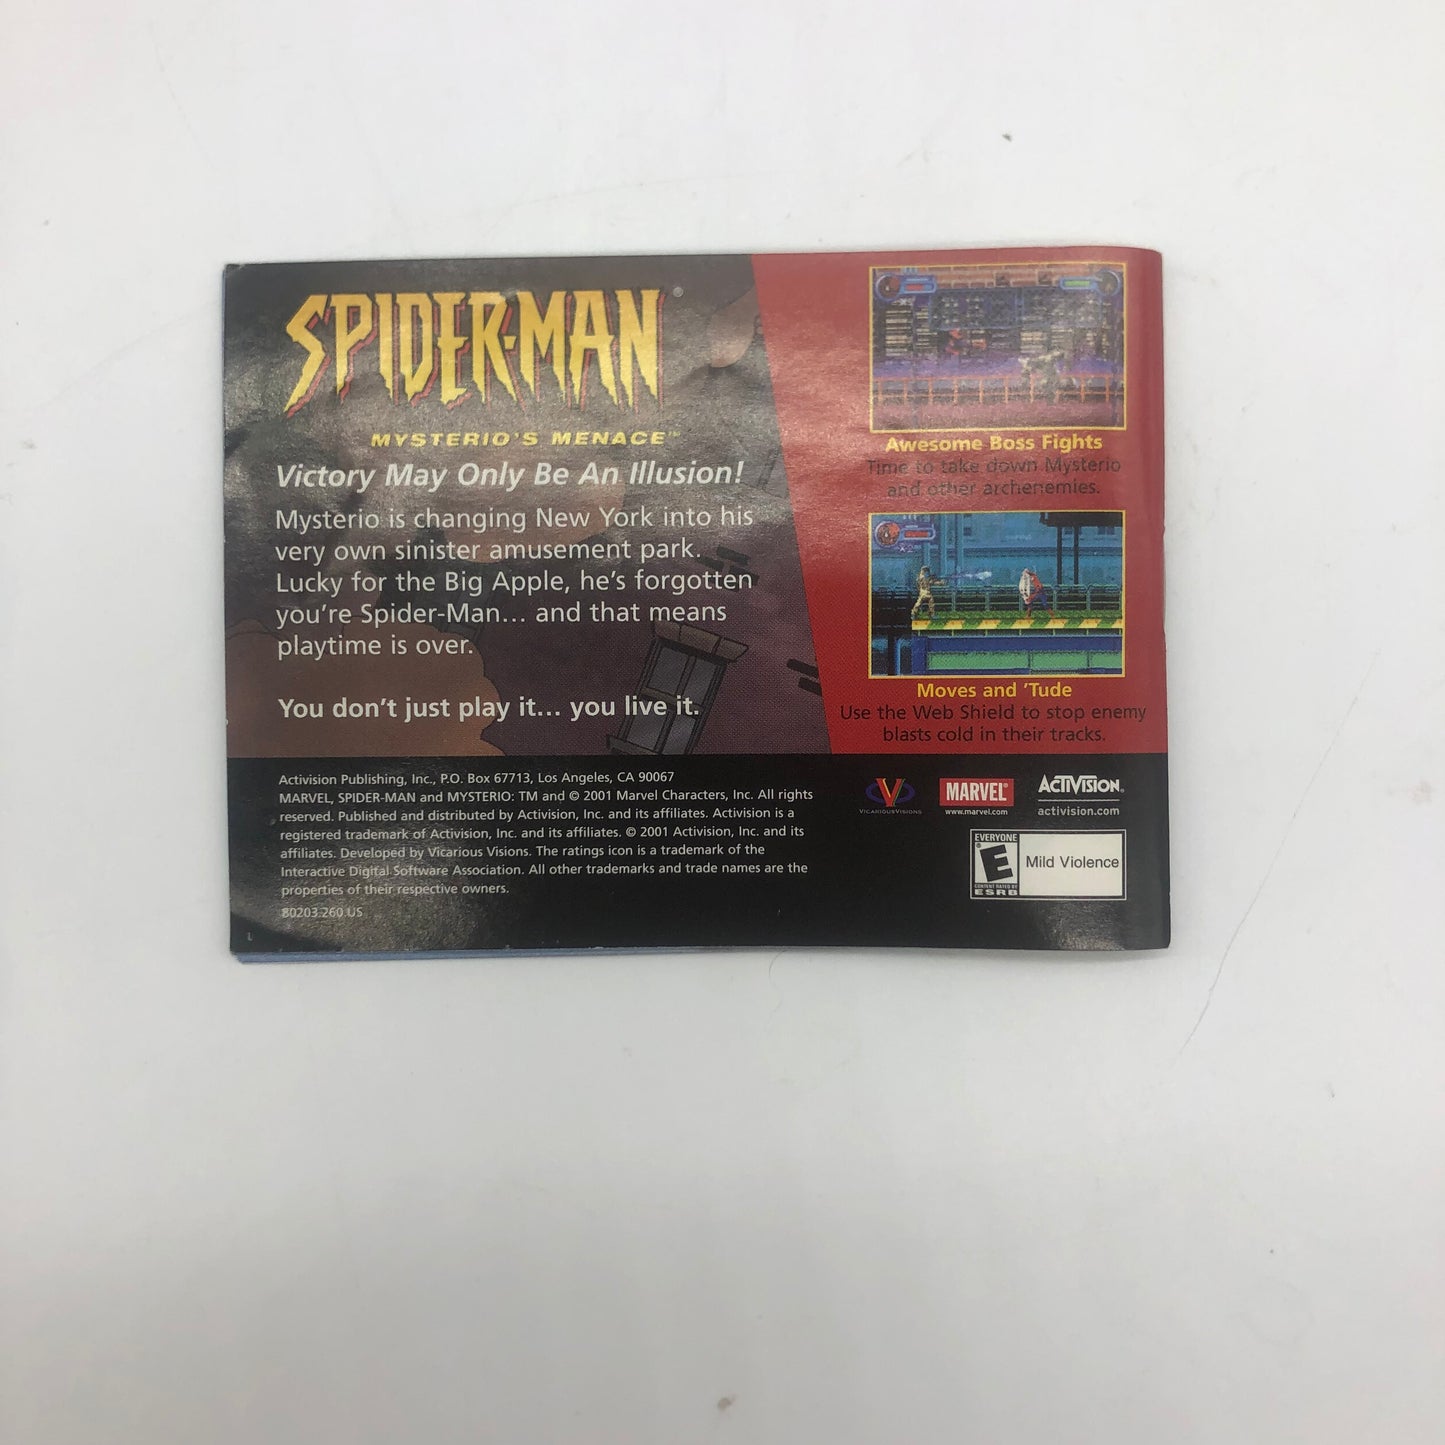 SPIDER-MAN
MYSTERIO'S MENACE™
Victory May Only Be An Illusion!
Mysterio is changing New York into his
very own sinister amusement park.
Lucky for the Big Apple, he's forgotten
you're Spider-Man... and that means
playtime is over.
You don't just play it... you live it.
Awesome Boss Fights
Time to take down Mysterio
and other archenemies.
Moves and 'Tude
Use the Web Shield to stop enemy
blasts cold in their tracks.
Activision Publishing, Inc., P.O. Box 67713, Los Angeles, CA 90067
MARVEL, SPIDER-MAN and MYSTERIO: TM and © 2001 Marvel Characters, Inc. All rights
reserved. Published and distributed by Activision, Inc. and its affiliates. Activision is a
registered trademark of Activision, Inc. and its affiliates. © 2001 Activision, Inc. and its
affiliates. Developed by Vicarious Visions. The ratings icon is a trademark of the
Interactive Digital Software Association. All other trademarks and trade names are the
properties of their respective owners.
80203.260.US
V
VICARIOUSVISIONS
MARVEL®
www.marvel.com
ACTIVISION®
activision.com
EVERYONE
E
CONTENT RATED BY
ESRB
Mild Violence